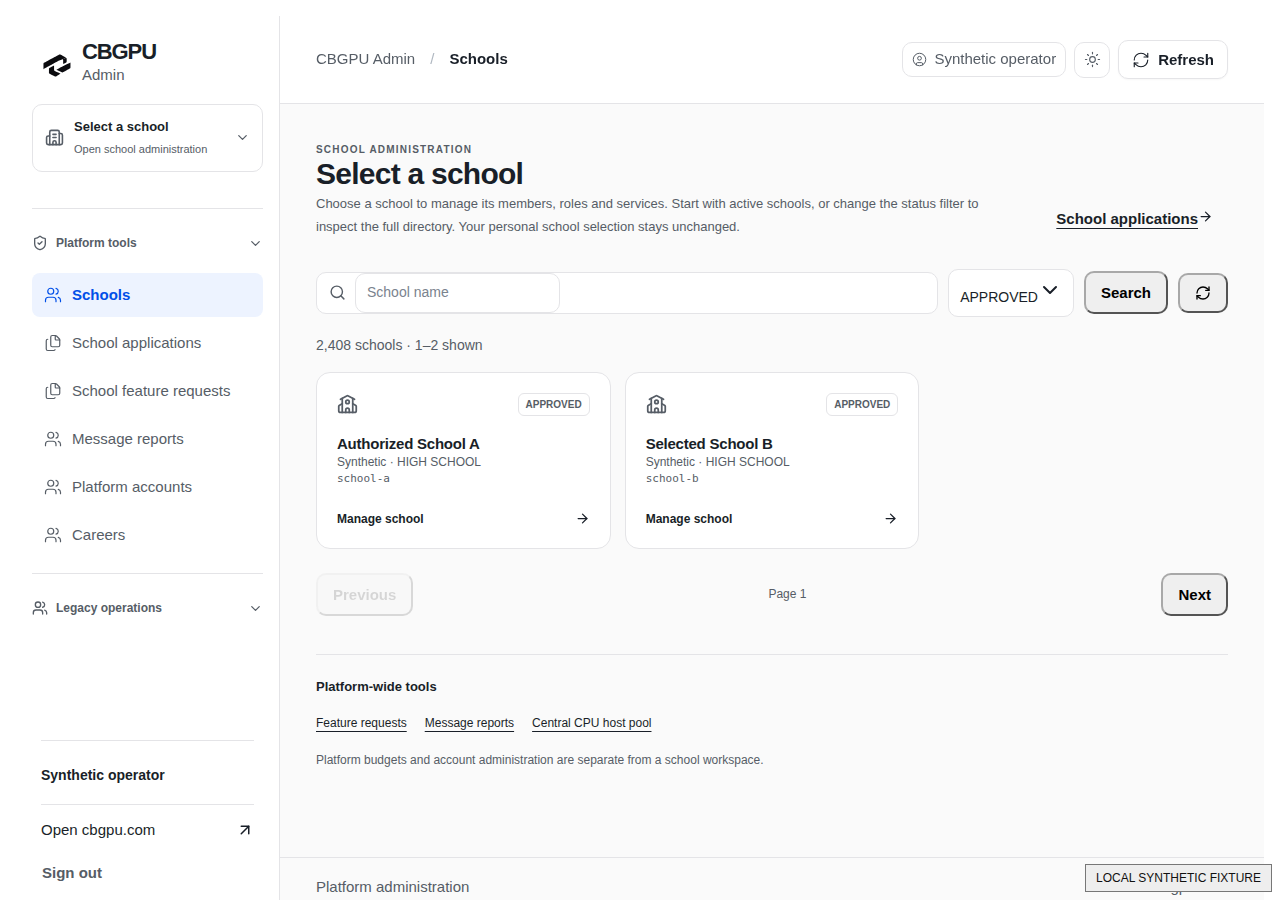 CBGPU
Admin
Select a school
Open school administration
Platform tools
Schools
School applications
School feature requests
Message reports
Platform accounts
Careers
Legacy operations
Synthetic operator
Open cbgpu.com
Sign out
CBGPU Admin / Schools
Synthetic operator
Refresh
SCHOOL ADMINISTRATION
Select a school
Choose a school to manage its members, roles and services. Start with active schools, or change the status filter to
inspect the full directory. Your personal school selection stays unchanged.
School applications
School name
APPROVED
Search
2,408 schools · 1–2 shown
APPROVED
Authorized School A
Synthetic · HIGH SCHOOL
school-a
Manage school
APPROVED
Selected School B
Synthetic · HIGH SCHOOL
school-b
Manage school
Previous
Page 1
Next
Platform-wide tools
Feature requests Message reports Central CPU host pool
Platform budgets and account administration are separate from a school workspace.
Platform administration
LOCAL SYNTHETIC FIXTURE